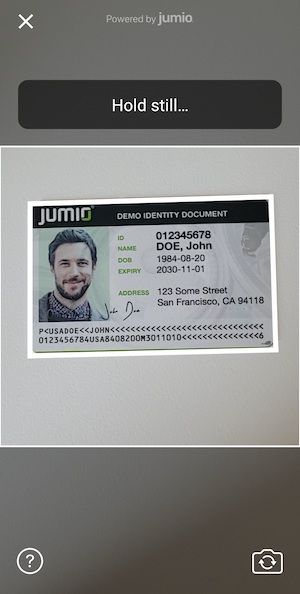 Powered by jumio.
Hold still...
JUMIO DEMO IDENTITY DOCUMENT
ID 012345678
NAME DOE, John
DOB 1984-08-20
EXPIRY 2030-11-01
ADDRESS 123 Some Street
San Francisco, CA 94118
John Doe
P<USADOE<<JOHN<<<<<<<<<<<<<<<<<<<<<<<<<<<<<<
0123456784USA8408200M3011010<<<<<<<<<<<<<<<6
?